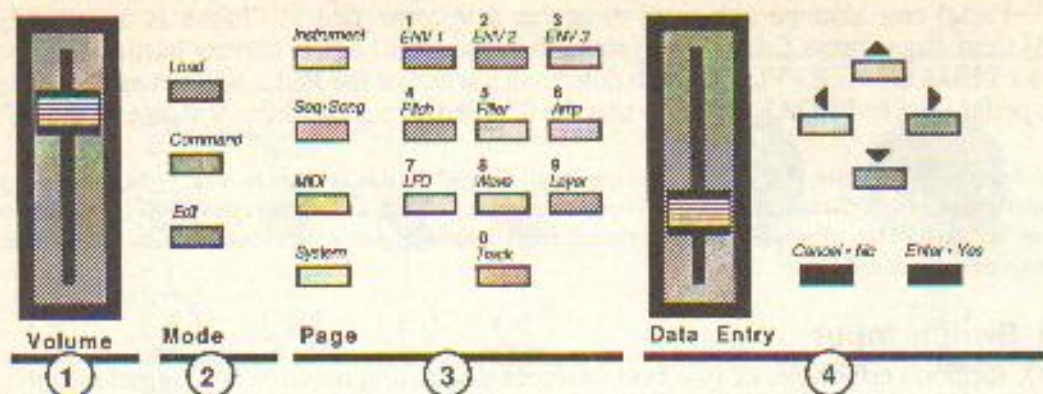 1 2 3
Instrument ENV 1 ENV 2 ENV 3
Load
4 5 6
Seq•Song Pitch Filter Amp
Command
7 8 9
MIDI LFO Wave Layer
Edit
0
System Track
Cancel • No Enter • Yes
Volume Mode Page Data Entry
1 2 3 4